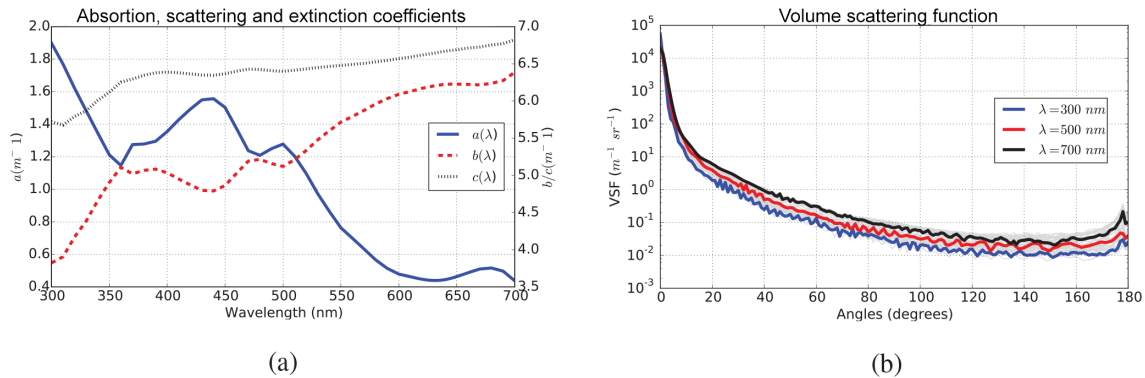 Absortion, scattering and extinction coefficients
2.0
1.8
1.6
1.4
1.2
1.0
0.8
0.6
0.4
a(m⁻ 1)
7.0
6.5
6.0
5.5
5.0
4.5
4.0
3.5
b/c(m⁻ 1)
a(λ)
b(λ)
c(λ)
300 350 400 450 500 550 600 650 700
Wavelength (nm)
(a)
Volume scattering function
10⁵
10⁴
10³
10²
10¹
10⁰
10⁻¹
10⁻²
10⁻³
VSF (m⁻¹ sr⁻¹)
λ=300 nm
λ=500 nm
λ=700 nm
0 20 40 60 80 100 120 140 160 180
Angles (degrees)
(b)